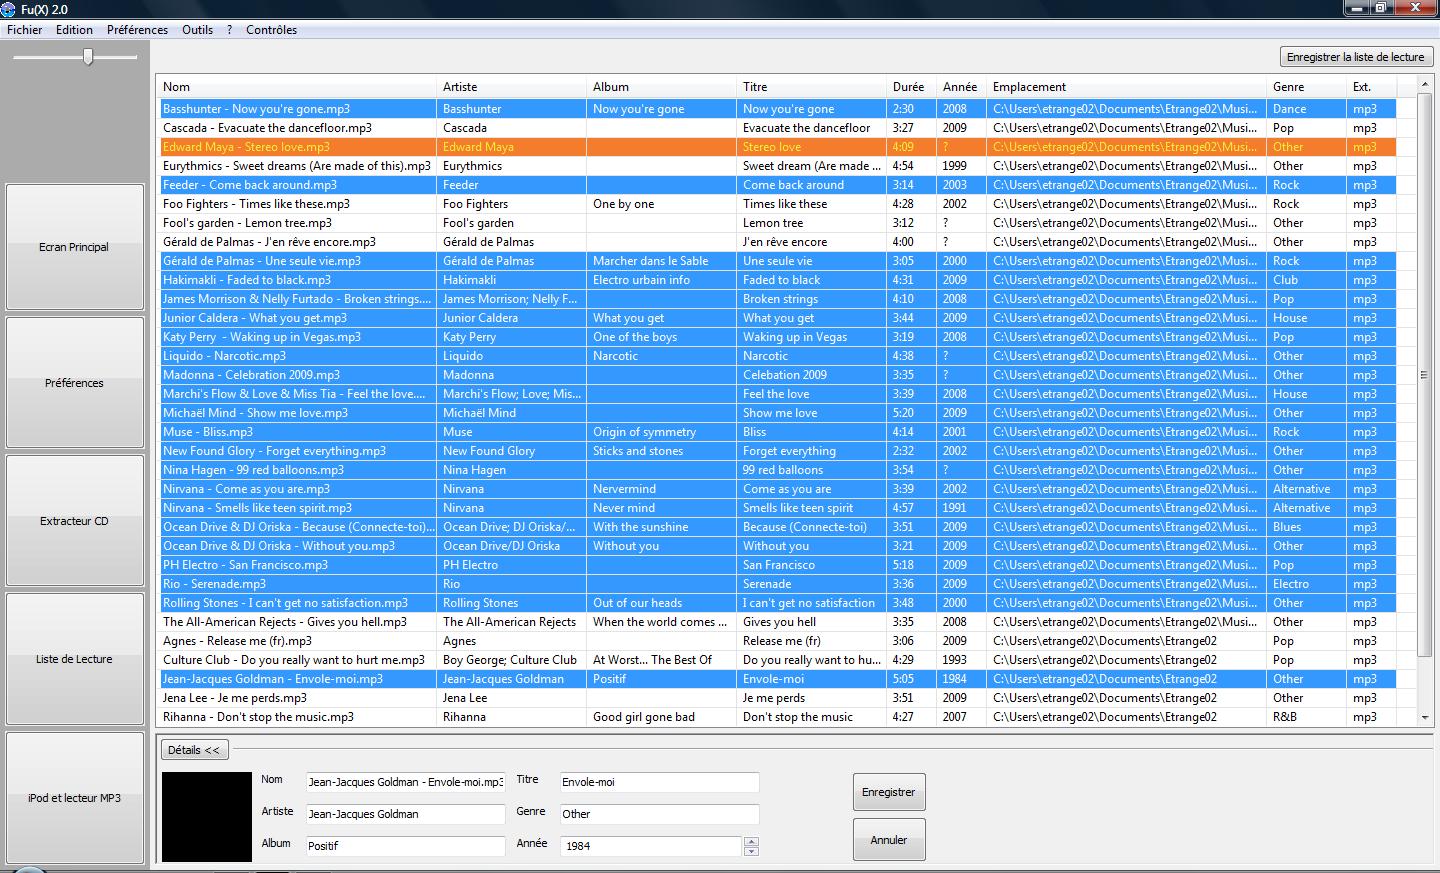 Fu(X) 2.0
Fichier Edition Préférences Outils ? Contrôles
Enregistrer la liste de lecture
Nom Artiste Album Titre Durée Année Emplacement Genre Ext.
Basshunter - Now you're gone.mp3 Basshunter Now you're gone Now you're gone 2:30 2008 C:\Users\etrange02\Documents\Etrange02\Musi... Dance mp3
Cascada - Evacuate the dancefloor.mp3 Cascada Evacuate the dancefloor 3:27 2009 C:\Users\etrange02\Documents\Etrange02\Musi... Pop mp3
Edward Maya - Stereo love.mp3 Edward Maya Stereo love 4:09 ? C:\Users\etrange02\Documents\Etrange02\Musi... Other mp3
Eurythmics - Sweet dreams (Are made of this).mp3 Eurythmics Sweet dream (Are made ... 4:54 1999 C:\Users\etrange02\Documents\Etrange02\Musi... Other mp3
Feeder - Come back around.mp3 Feeder Come back around 3:14 2003 C:\Users\etrange02\Documents\Etrange02\Musi... Rock mp3
Foo Fighters - Times like these.mp3 Foo Fighters One by one Times like these 4:28 2002 C:\Users\etrange02\Documents\Etrange02\Musi... Rock mp3
Fool's garden - Lemon tree.mp3 Fool's garden Lemon tree 3:12 ? C:\Users\etrange02\Documents\Etrange02\Musi... Other mp3
Gérald de Palmas - J'en rêve encore.mp3 Gérald de Palmas J'en rêve encore 4:00 ? C:\Users\etrange02\Documents\Etrange02\Musi... Other mp3
Gérald de Palmas - Une seule vie.mp3 Gérald de Palmas Marcher dans le Sable Une seule vie 3:05 2000 C:\Users\etrange02\Documents\Etrange02\Musi... Rock mp3
Hakimakli - Faded to black.mp3 Hakimakli Electro urbain info Faded to black 4:31 2009 C:\Users\etrange02\Documents\Etrange02\Musi... Club mp3
James Morrison & Nelly Furtado - Broken strings.... James Morrison; Nelly F... Broken strings 4:10 2008 C:\Users\etrange02\Documents\Etrange02\Musi... Pop mp3
Junior Caldera - What you get.mp3 Junior Caldera What you get What you get 3:44 2009 C:\Users\etrange02\Documents\Etrange02\Musi... House mp3
Katy Perry - Waking up in Vegas.mp3 Katy Perry One of the boys Waking up in Vegas 3:19 2008 C:\Users\etrange02\Documents\Etrange02\Musi... Pop mp3
Liquido - Narcotic.mp3 Liquido Narcotic Narcotic 4:38 ? C:\Users\etrange02\Documents\Etrange02\Musi... Other mp3
Madonna - Celebration 2009.mp3 Madonna Celebation 2009 3:35 ? C:\Users\etrange02\Documents\Etrange02\Musi... Other mp3
Marchi's Flow & Love & Miss Tia - Feel the love.... Marchi's Flow; Love; Mis... Feel the love 3:39 2008 C:\Users\etrange02\Documents\Etrange02\Musi... House mp3
Michaël Mind - Show me love.mp3 Michaël Mind Show me love 5:20 2009 C:\Users\etrange02\Documents\Etrange02\Musi... Other mp3
Muse - Bliss.mp3 Muse Origin of symmetry Bliss 4:14 2001 C:\Users\etrange02\Documents\Etrange02\Musi... Rock mp3
New Found Glory - Forget everything.mp3 New Found Glory Sticks and stones Forget everything 2:32 2002 C:\Users\etrange02\Documents\Etrange02\Musi... Other mp3
Nina Hagen - 99 red balloons.mp3 Nina Hagen 99 red balloons 3:54 ? C:\Users\etrange02\Documents\Etrange02\Musi... Other mp3
Nirvana - Come as you are.mp3 Nirvana Nervermind Come as you are 3:39 2002 C:\Users\etrange02\Documents\Etrange02\Musi... Alternative mp3
Nirvana - Smells like teen spirit.mp3 Nirvana Never mind Smells like teen spirit 4:57 1991 C:\Users\etrange02\Documents\Etrange02\Musi... Alternative mp3
Ocean Drive & DJ Oriska - Because (Connecte-toi)... Ocean Drive; DJ Oriska/... With the sunshine Because (Connecte-toi) 3:51 2009 C:\Users\etrange02\Documents\Etrange02\Musi... Blues mp3
Ocean Drive & DJ Oriska - Without you.mp3 Ocean Drive/DJ Oriska Without you Without you 3:21 2009 C:\Users\etrange02\Documents\Etrange02\Musi... Other mp3
PH Electro - San Francisco.mp3 PH Electro San Francisco 5:18 2009 C:\Users\etrange02\Documents\Etrange02\Musi... Pop mp3
Rio - Serenade.mp3 Rio Serenade 3:36 2009 C:\Users\etrange02\Documents\Etrange02\Musi... Electro mp3
Rolling Stones - I can't get no satisfaction.mp3 Rolling Stones Out of our heads I can't get no satisfaction 3:48 2000 C:\Users\etrange02\Documents\Etrange02\Musi... Other mp3
The All-American Rejects - Gives you hell.mp3 The All-American Rejects When the world comes ... Gives you hell 3:35 2008 C:\Users\etrange02\Documents\Etrange02\Musi... Other mp3
Agnes - Release me (fr).mp3 Agnes Release me (fr) 3:06 2009 C:\Users\etrange02\Documents\Etrange02 Pop mp3
Culture Club - Do you really want to hurt me.mp3 Boy George; Culture Club At Worst... The Best Of Do you really want to hu... 4:29 1993 C:\Users\etrange02\Documents\Etrange02 Pop mp3
Jean-Jacques Goldman - Envole-moi.mp3 Jean-Jacques Goldman Positif Envole-moi 5:05 1984 C:\Users\etrange02\Documents\Etrange02 Other mp3
Jena Lee - Je me perds.mp3 Jena Lee Je me perds 3:51 2009 C:\Users\etrange02\Documents\Etrange02 Other mp3
Rihanna - Don't stop the music.mp3 Rihanna Good girl gone bad Don't stop the music 4:27 2007 C:\Users\etrange02\Documents\Etrange02 R&B mp3
Ecran Principal
Préférences
Extracteur CD
Liste de Lecture
iPod et lecteur MP3
Détails <<
Nom Jean-Jacques Goldman - Envole-moi.mp3 Titre Envole-moi
Artiste Jean-Jacques Goldman Genre Other
Album Positif Année 1984
Enregistrer
Annuler